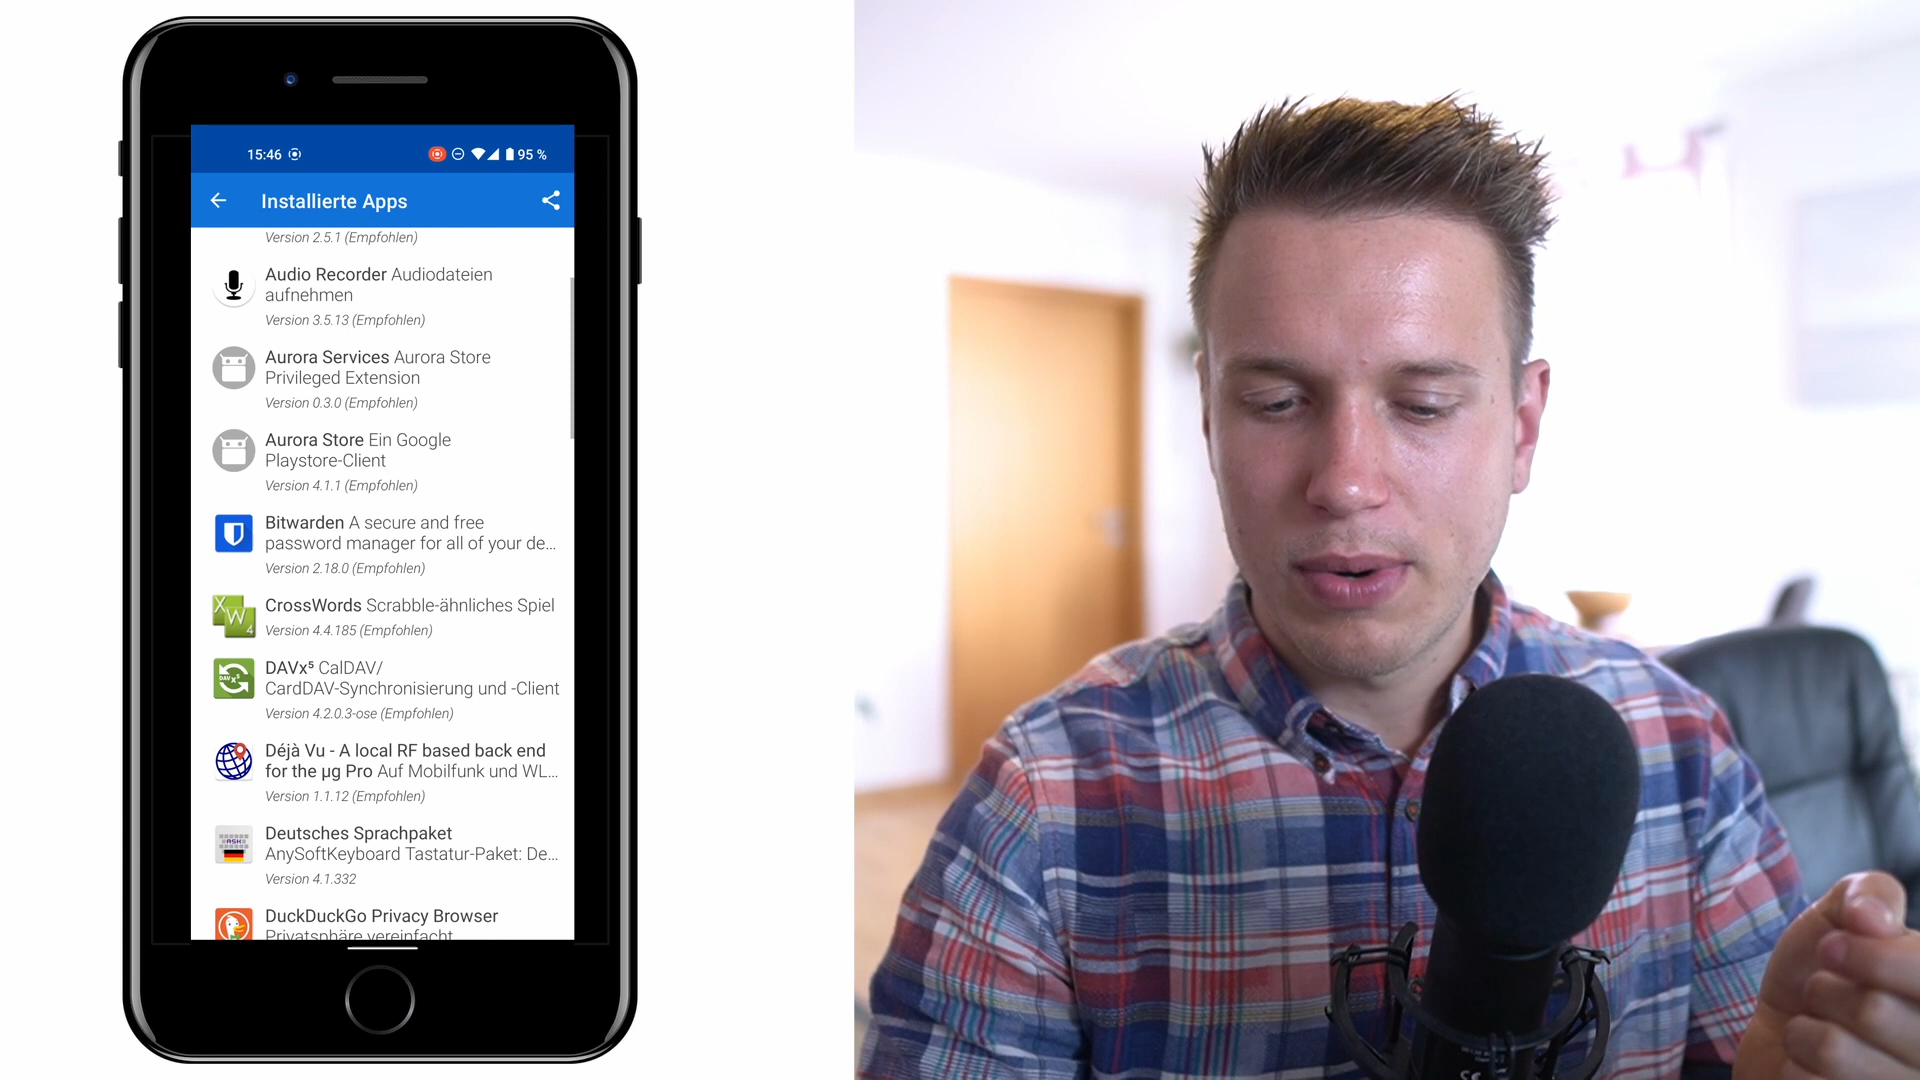 15:46 95 %
Installierte Apps
Version 2.5.1 (Empfohlen)
Audio Recorder Audiodateien
aufnehmen
Version 3.5.13 (Empfohlen)
Aurora Services Aurora Store
Privileged Extension
Version 0.3.0 (Empfohlen)
Aurora Store Ein Google
Playstore-Client
Version 4.1.1 (Empfohlen)
Bitwarden A secure and free
password manager for all of your de…
Version 2.18.0 (Empfohlen)
X
W
4
CrossWords Scrabble-ähnliches Spiel
Version 4.4.185 (Empfohlen)
DAVx⁵
DAVx⁵ CalDAV/
CardDAV-Synchronisierung und -Client
Version 4.2.0.3-ose (Empfohlen)
Déjà Vu - A local RF based back end
for the µg Pro Auf Mobilfunk und WL…
Version 1.1.12 (Empfohlen)
ASK
Deutsches Sprachpaket
AnySoftKeyboard Tastatur-Paket: De…
Version 4.1.332
DuckDuckGo Privacy Browser
Privatsphäre vereinfacht